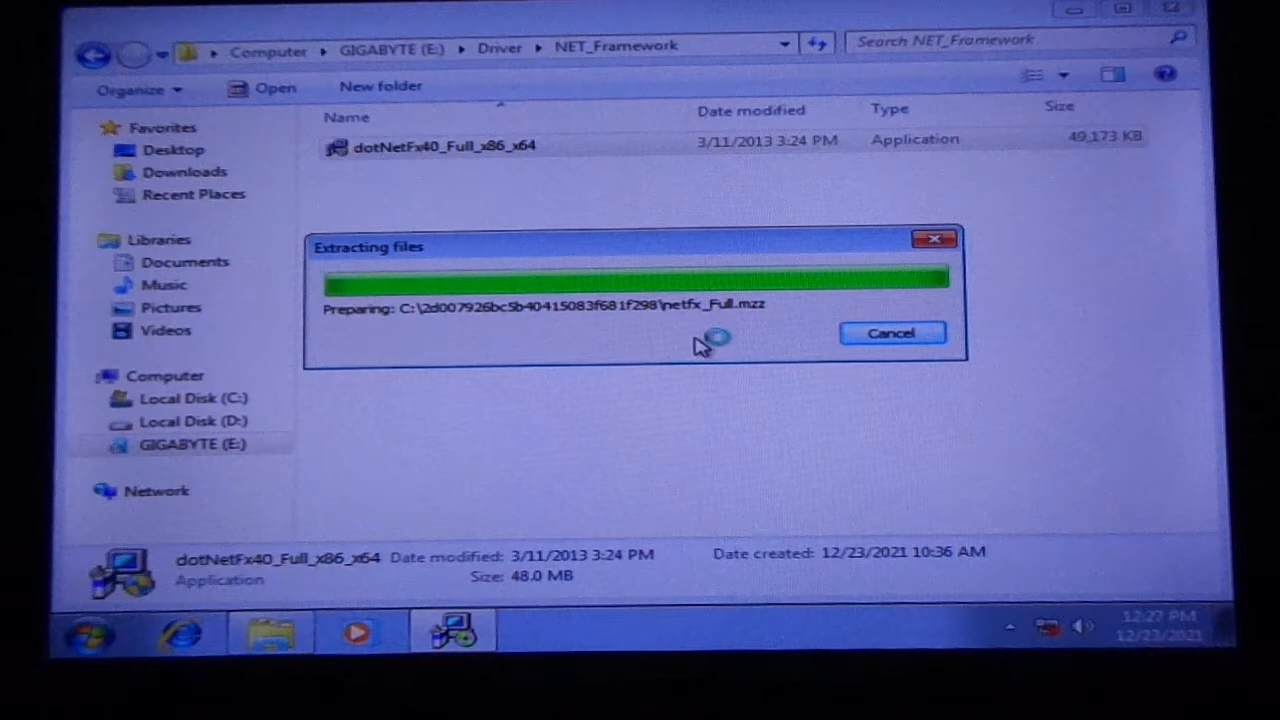 Computer GIGABYTE (E:) Driver NET_Framework Search NET_Framework
Organize Open New folder
Name Date modified Type Size
dotNetFx40_Full_x86_x64 3/11/2013 3:24 PM Application 49,173 KB
Favorites
Desktop
Downloads
Recent Places
Libraries
Documents
Music
Pictures
Videos
Computer
Local Disk (C:)
Local Disk (D:)
GIGABYTE (E:)
Network
Extracting files
Preparing: C:\2d007926bc5b40415083f681f298\netfx_Full.mzz
Cancel
dotNetFx40_Full_x86_x64 Date modified: 3/11/2013 3:24 PM Date created: 12/23/2021 10:36 AM
Application Size: 48.0 MB
12:27 PM
12/23/2021